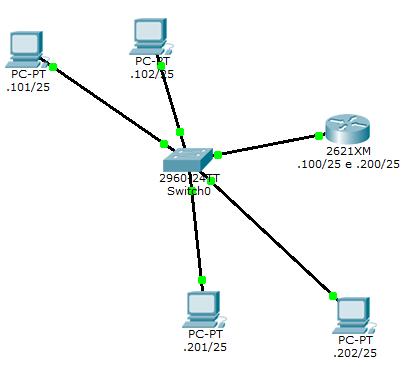 PC-PT
.101/25
PC-PT
.102/25
2621XM
.100/25 e .200/25
2960-24TT
Switch0
PC-PT
.201/25
PC-PT
.202/25